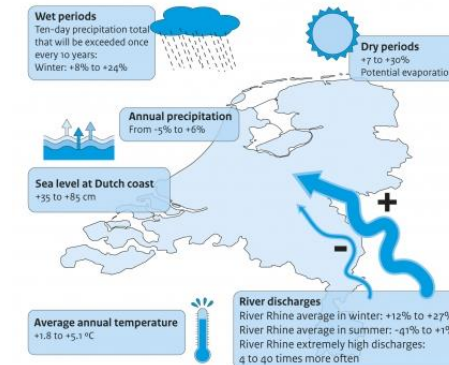 Wet periods
Ten-day precipitation total
that will be exceeded once
every 10 years:
Winter: +8% to +24%
Dry periods
+7 to +30%
Potential evaporatio
Annual precipitation
From -5% to +6%
Sea level at Dutch coast
+35 to +85 cm
+
-
Average annual temperature
+1.8 to +5.1 ºC
River discharges
River Rhine average in winter: +12% to +27%
River Rhine average in summer: -41% to +1%
River Rhine extremely high discharges:
4 to 40 times more often